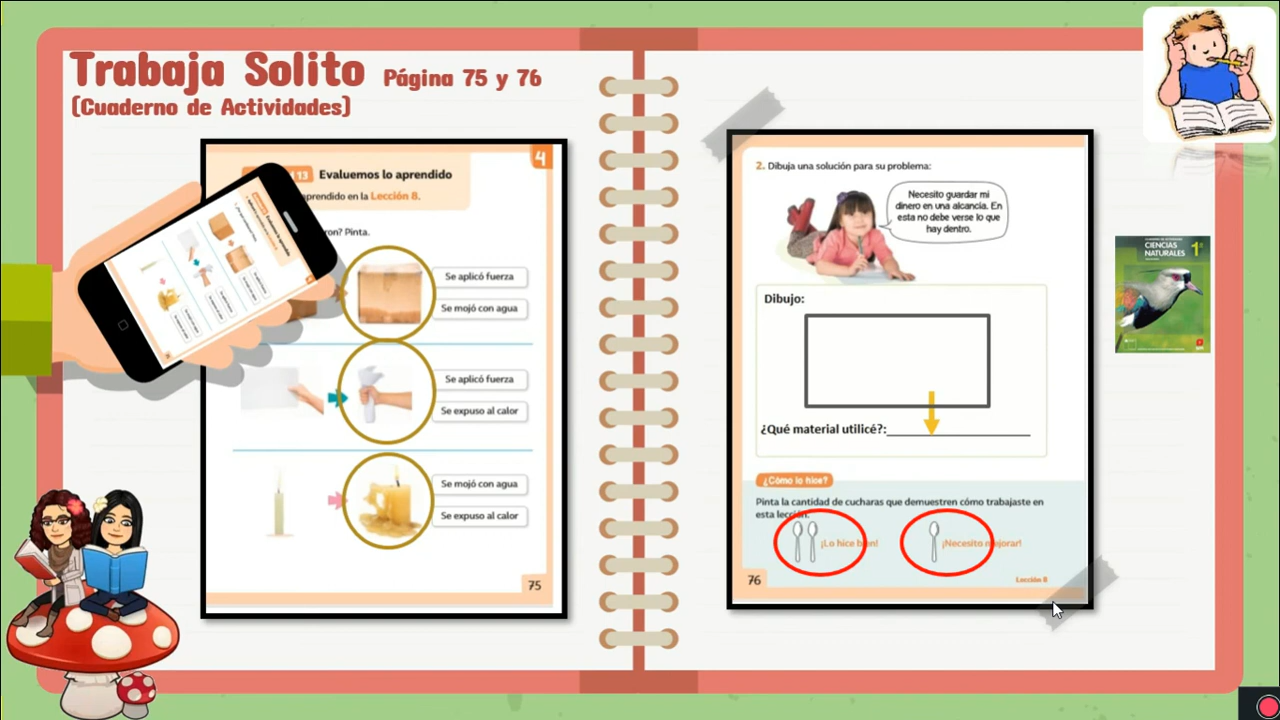 Trabaja Solito Página 75 y 76
(Cuaderno de Actividades)
4
13 Evaluemos lo aprendido
aprendido en la Lección 8.
ron? Pinta.
Se aplicó fuerza
Se mojó con agua
Se aplicó fuerza
Se expuso al calor
Se mojó con agua
Se expuso al calor
75
2. Dibuja una solución para su problema:
Necesito guardar mi
dinero en una alcancía. En
esta no debe verse lo que
hay dentro.
Dibujo:
¿Qué material utilicé?:
¿Cómo lo hice?
Pinta la cantidad de cucharas que demuestren cómo trabajaste en
esta lección.
¡Lo hice bien!
¡Necesito mejorar!
76
Lección 8
CIENCIAS
NATURALES 1°